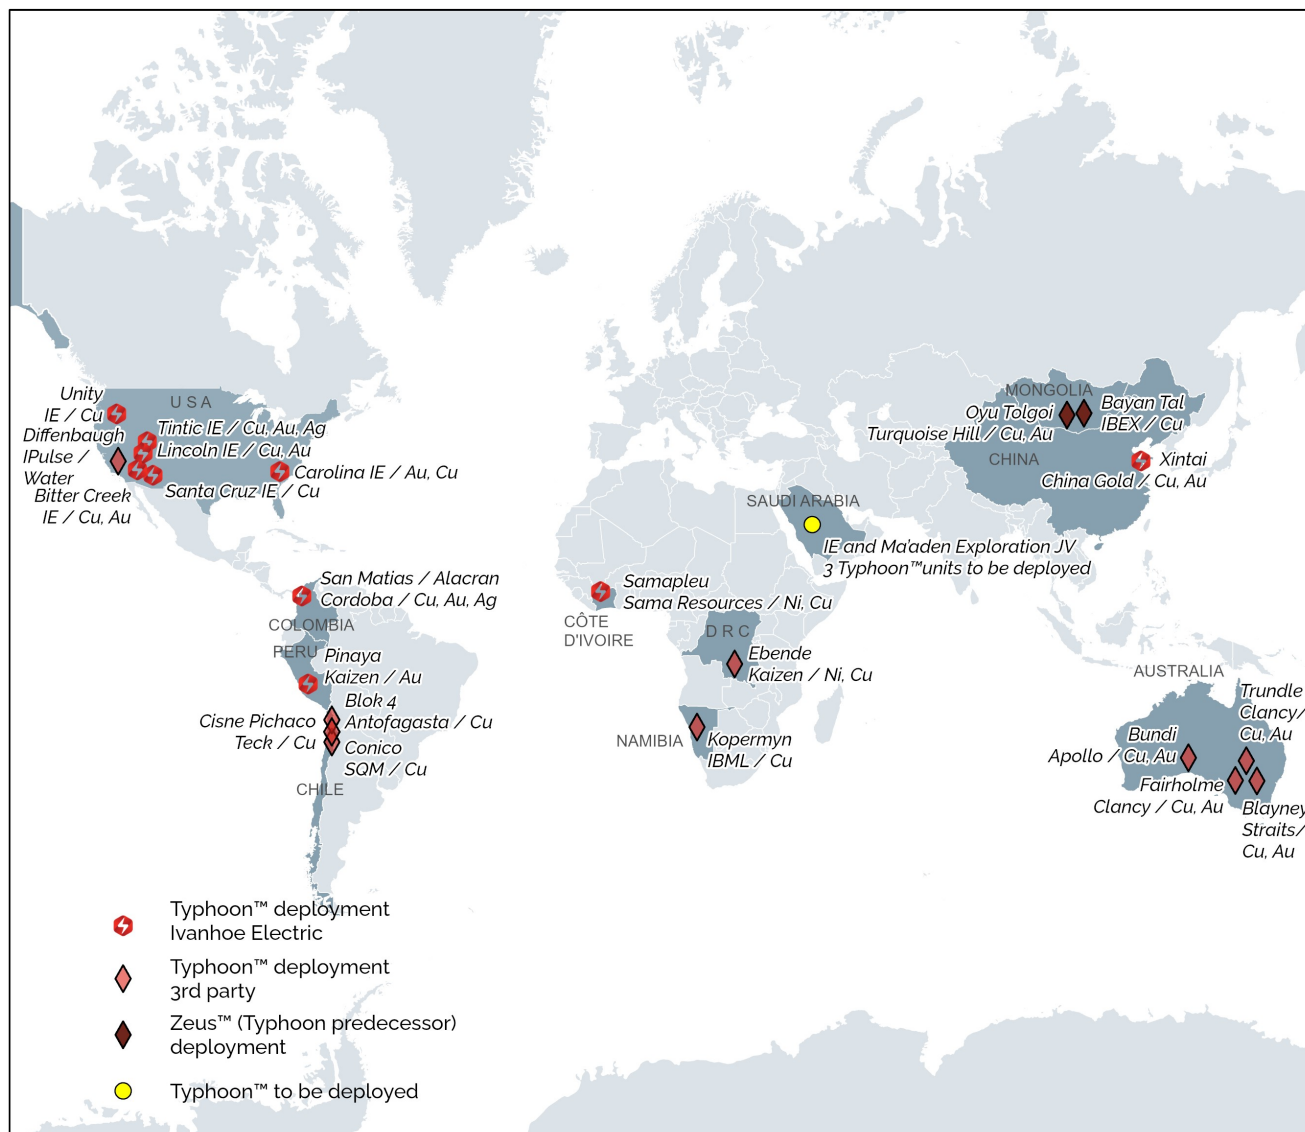 Unity
IE / Cu
U S A
Diffenbaugh
IPulse /
Water
Tintic IE / Cu, Au, Ag
Lincoln IE / Cu, Au
Bitter Creek
IE / Cu, Au
Santa Cruz IE / Cu
Carolina IE / Au, Cu
MONGOLIA
Oyu Tolgoi
Turquoise Hill / Cu, Au
Bayan Tal
IBEX / Cu
CHINA
Xintai
China Gold / Cu, Au
SAUDI ARABIA
IE and Ma'aden Exploration JV
3 Typhoon™units to be deployed
San Matias / Alacran
Cordoba / Cu, Au, Ag
COLOMBIA
Samapleu
Sama Resources / Ni, Cu
CÔTE
D'IVOIRE
D R C
Ebende
Kaizen / Ni, Cu
PERU
Pinaya
Kaizen / Au
Blok 4
Antofagasta / Cu
Cisne Pichaco
Teck / Cu
Conico
SQM / Cu
CHILE
NAMIBIA
Kopermyn
IBML / Cu
AUSTRALIA
Trundle
Clancy/
Cu, Au
Bundi
Apollo / Cu, Au
Fairholme
Clancy / Cu, Au
Blayney
Straits/
Cu, Au
Typhoon™ deployment
Ivanhoe Electric
Typhoon™ deployment
3rd party
Zeus™ (Typhoon predecessor)
deployment
Typhoon™ to be deployed